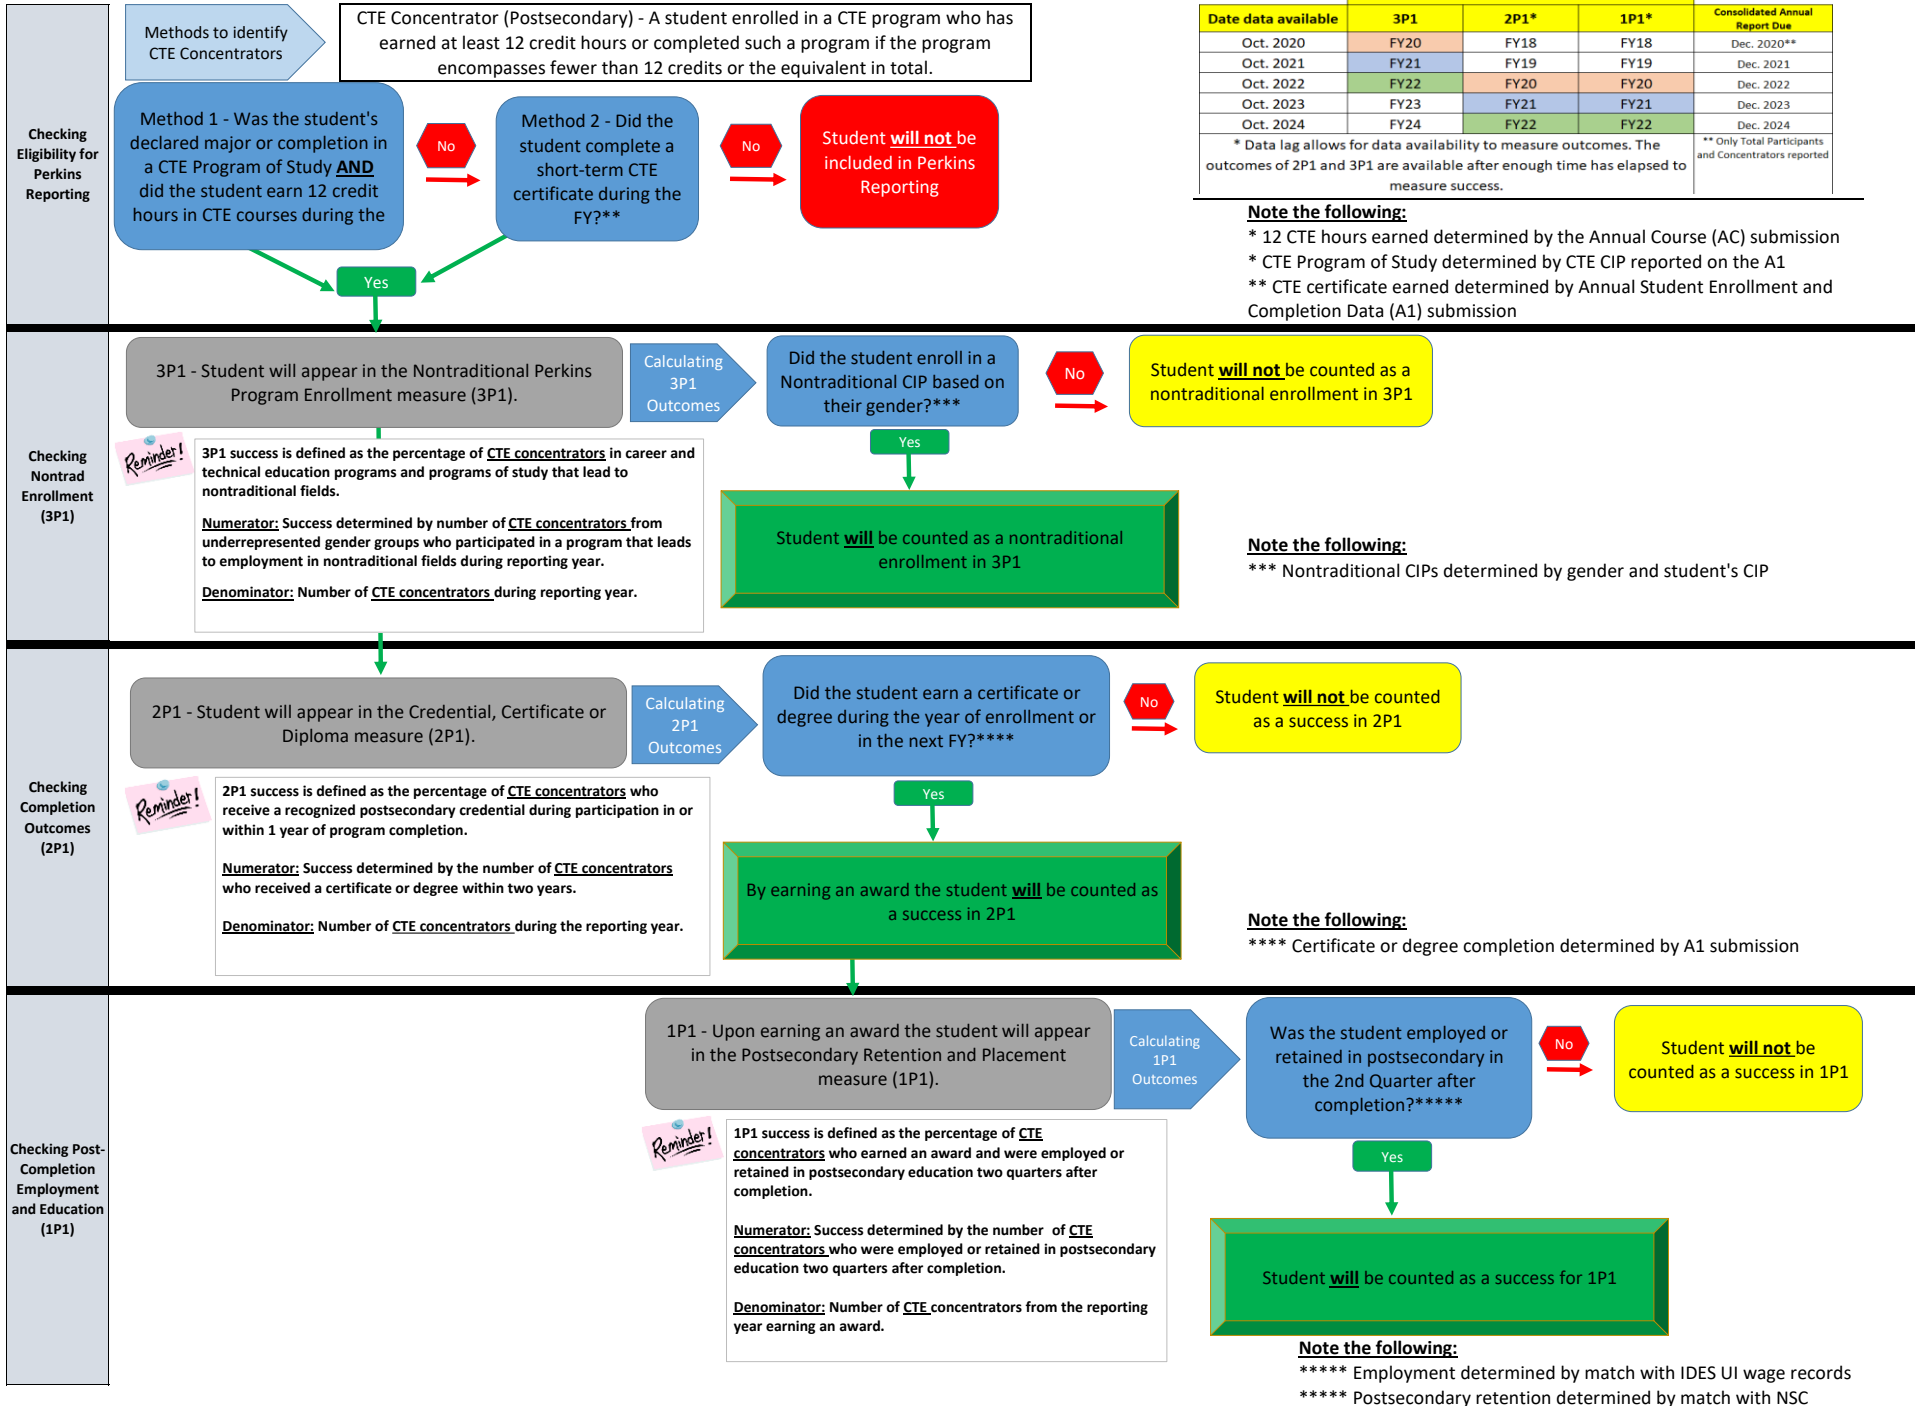 Methods to identify
CTE Concentrators
CTE Concentrator (Postsecondary) - A student enrolled in a CTE program who has
earned at least 12 credit hours or completed such a program if the program
encompasses fewer than 12 credits or the equivalent in total.
Date data available 3P1 2P1* 1P1* Consolidated Annual
Report Due
Oct. 2020 FY20 FY18 FY18 Dec. 2020**
Oct. 2021 FY21 FY19 FY19 Dec. 2021
Oct. 2022 FY22 FY20 FY20 Dec. 2022
Oct. 2023 FY23 FY21 FY21 Dec. 2023
Oct. 2024 FY24 FY22 FY22 Dec. 2024
* Data lag allows for data availability to measure outcomes. The
outcomes of 2P1 and 3P1 are available after enough time has elapsed to
measure success.
** Only Total Participants
and Concentrators reported
Checking
Eligibility for
Perkins
Reporting
Method 1 - Was the student's
declared major or completion in
a CTE Program of Study AND
did the student earn 12 credit
hours in CTE courses during the
No
Method 2 - Did the
student complete a
short-term CTE
certificate during the
FY?**
No
Student will not be
included in Perkins
Reporting
Yes
Note the following:
* 12 CTE hours earned determined by the Annual Course (AC) submission
* CTE Program of Study determined by CTE CIP reported on the A1
** CTE certificate earned determined by Annual Student Enrollment and
Completion Data (A1) submission
Checking
Nontrad
Enrollment
(3P1)
3P1 - Student will appear in the Nontraditional Perkins
Program Enrollment measure (3P1).
Calculating
3P1
Outcomes
Did the student enroll in a
Nontraditional CIP based on
their gender?***
No
Student will not be counted as a
nontraditional enrollment in 3P1
Yes
Reminder!
3P1 success is defined as the percentage of CTE concentrators in career and
technical education programs and programs of study that lead to
nontraditional fields.
Numerator: Success determined by number of CTE concentrators from
underrepresented gender groups who participated in a program that leads
to employment in nontraditional fields during reporting year.
Denominator: Number of CTE concentrators during reporting year.
Student will be counted as a nontraditional
enrollment in 3P1
Note the following:
*** Nontraditional CIPs determined by gender and student's CIP
Checking
Completion
Outcomes
(2P1)
2P1 - Student will appear in the Credential, Certificate or
Diploma measure (2P1).
Calculating
2P1
Outcomes
Did the student earn a certificate or
degree during the year of enrollment or
in the next FY?****
No
Student will not be counted
as a success in 2P1
Yes
Reminder!
2P1 success is defined as the percentage of CTE concentrators who
receive a recognized postsecondary credential during participation in or
within 1 year of program completion.
Numerator: Success determined by the number of CTE concentrators
who received a certificate or degree within two years.
Denominator: Number of CTE concentrators during the reporting year.
By earning an award the student will be counted as
a success in 2P1
Note the following:
**** Certificate or degree completion determined by A1 submission
Checking Post-
Completion
Employment
and Education
(1P1)
1P1 - Upon earning an award the student will appear
in the Postsecondary Retention and Placement
measure (1P1).
Calculating
1P1
Outcomes
Was the student employed or
retained in postsecondary in
the 2nd Quarter after
completion?*****
No
Student will not be
counted as a success in 1P1
Yes
Reminder!
1P1 success is defined as the percentage of CTE
concentrators who earned an award and were employed or
retained in postsecondary education two quarters after
completion.
Numerator: Success determined by the number of CTE
concentrators who were employed or retained in postsecondary
education two quarters after completion.
Denominator: Number of CTE concentrators from the reporting
year earning an award.
Student will be counted as a success for 1P1
Note the following:
***** Employment determined by match with IDES UI wage records
***** Postsecondary retention determined by match with NSC